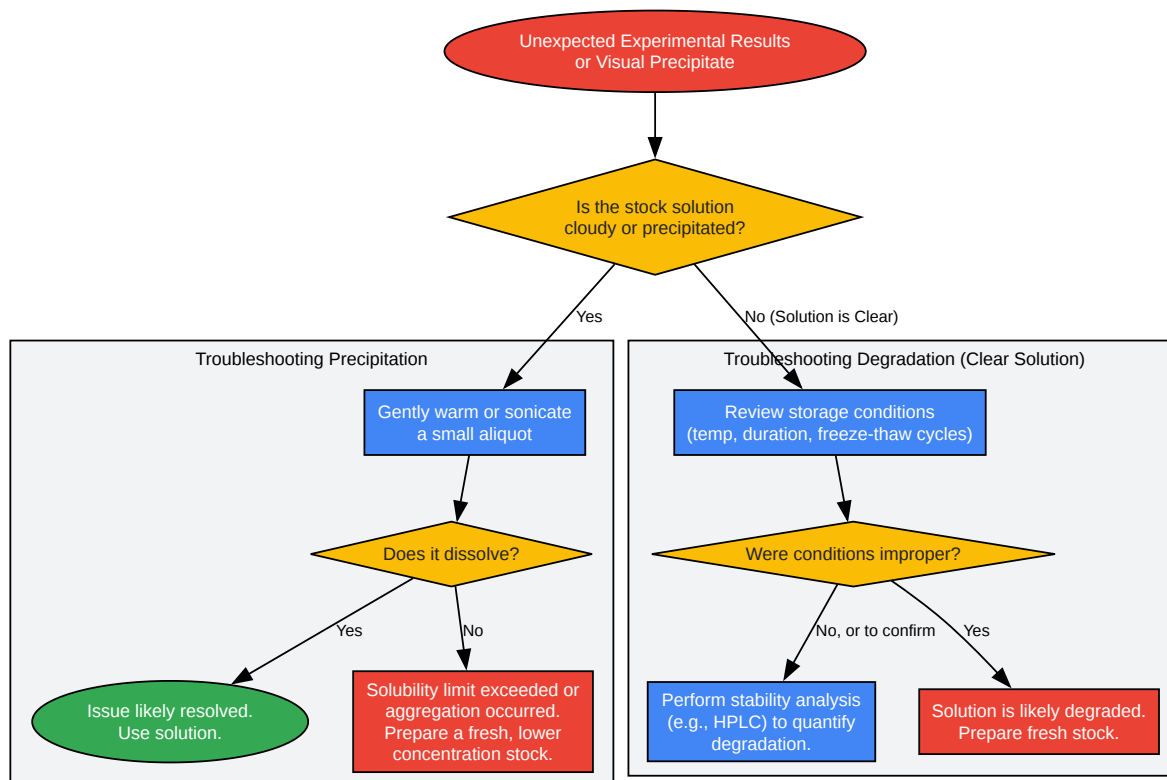 Unexpected Experimental Results
or Visual Precipitate
Is the stock solution
cloudy or precipitated?
Yes
No (Solution is Clear)
Troubleshooting Precipitation
Troubleshooting Degradation (Clear Solution)
Gently warm or sonicate
a small aliquot
Review storage conditions
(temp, duration, freeze-thaw cycles)
Does it dissolve?
Were conditions improper?
Yes
No
No, or to confirm
Yes
Issue likely resolved.
Use solution.
Solubility limit exceeded or
aggregation occurred.
Prepare a fresh, lower
concentration stock.
Perform stability analysis
(e.g., HPLC) to quantify
degradation.
Solution is likely degraded.
Prepare fresh stock.